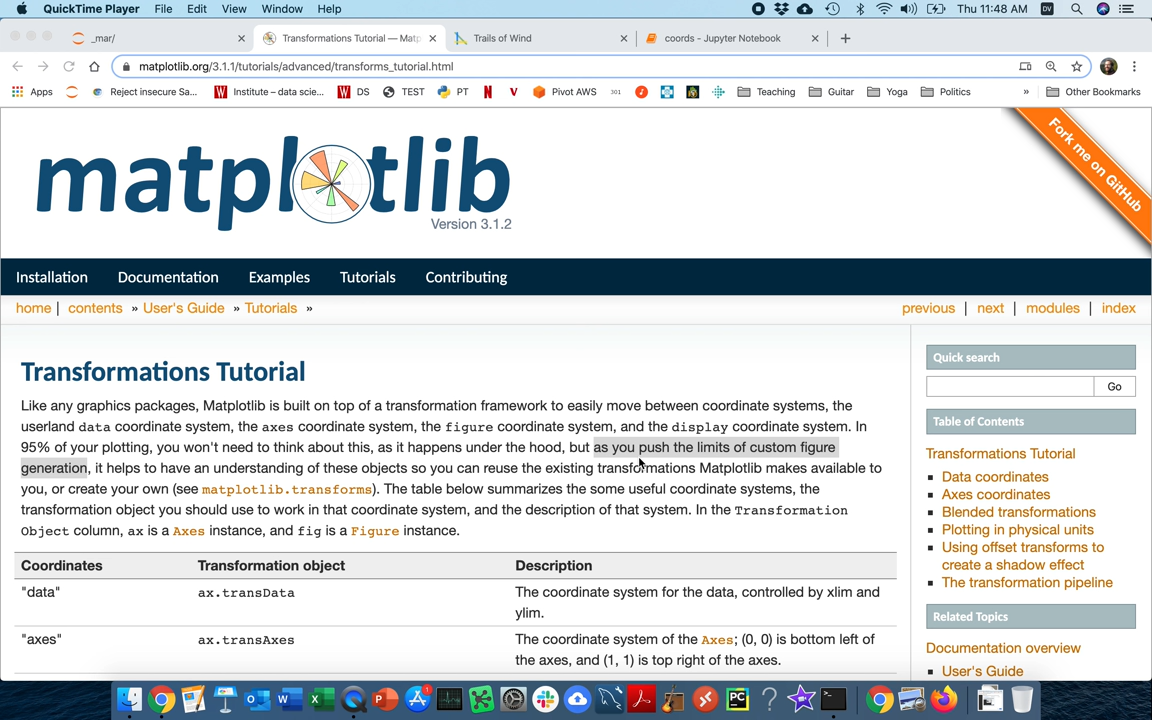 QuickTime Player File Edit View Window Help Thu 11:48 AM DV
_mar/ Transformations Tutorial — Matp Trails of Wind coords - Jupyter Notebook
matplotlib.org/3.1.1/tutorials/advanced/transforms_tutorial.html
Apps Reject insecure Sa... Institute – data scie... DS TEST PT Pivot AWS Teaching Guitar Yoga Politics » Other Bookmarks
matplotlib
Version 3.1.2
Fork me on GitHub
Installation Documentation Examples Tutorials Contributing
home | contents » User's Guide » Tutorials » previous | next | modules | index
Transformations Tutorial
Like any graphics packages, Matplotlib is built on top of a transformation framework to easily move between coordinate systems, the
userland data coordinate system, the axes coordinate system, the figure coordinate system, and the display coordinate system. In
95% of your plotting, you won't need to think about this, as it happens under the hood, but as you push the limits of custom figure
generation, it helps to have an understanding of these objects so you can reuse the existing transformations Matplotlib makes available to
you, or create your own (see matplotlib.transforms). The table below summarizes the some useful coordinate systems, the
transformation object you should use to work in that coordinate system, and the description of that system. In the Transformation
Object column, ax is a Axes instance, and fig is a Figure instance.
Coordinates Transformation object Description
"data" ax.transData The coordinate system for the data, controlled by xlim and
ylim.
"axes" ax.transAxes The coordinate system of the Axes; (0, 0) is bottom left of
the axes, and (1, 1) is top right of the axes.
Quick search
Go
Table of Contents
Transformations Tutorial
Data coordinates
Axes coordinates
Blended transformations
Plotting in physical units
Using offset transforms to
create a shadow effect
The transformation pipeline
Related Topics
Documentation overview
User's Guide